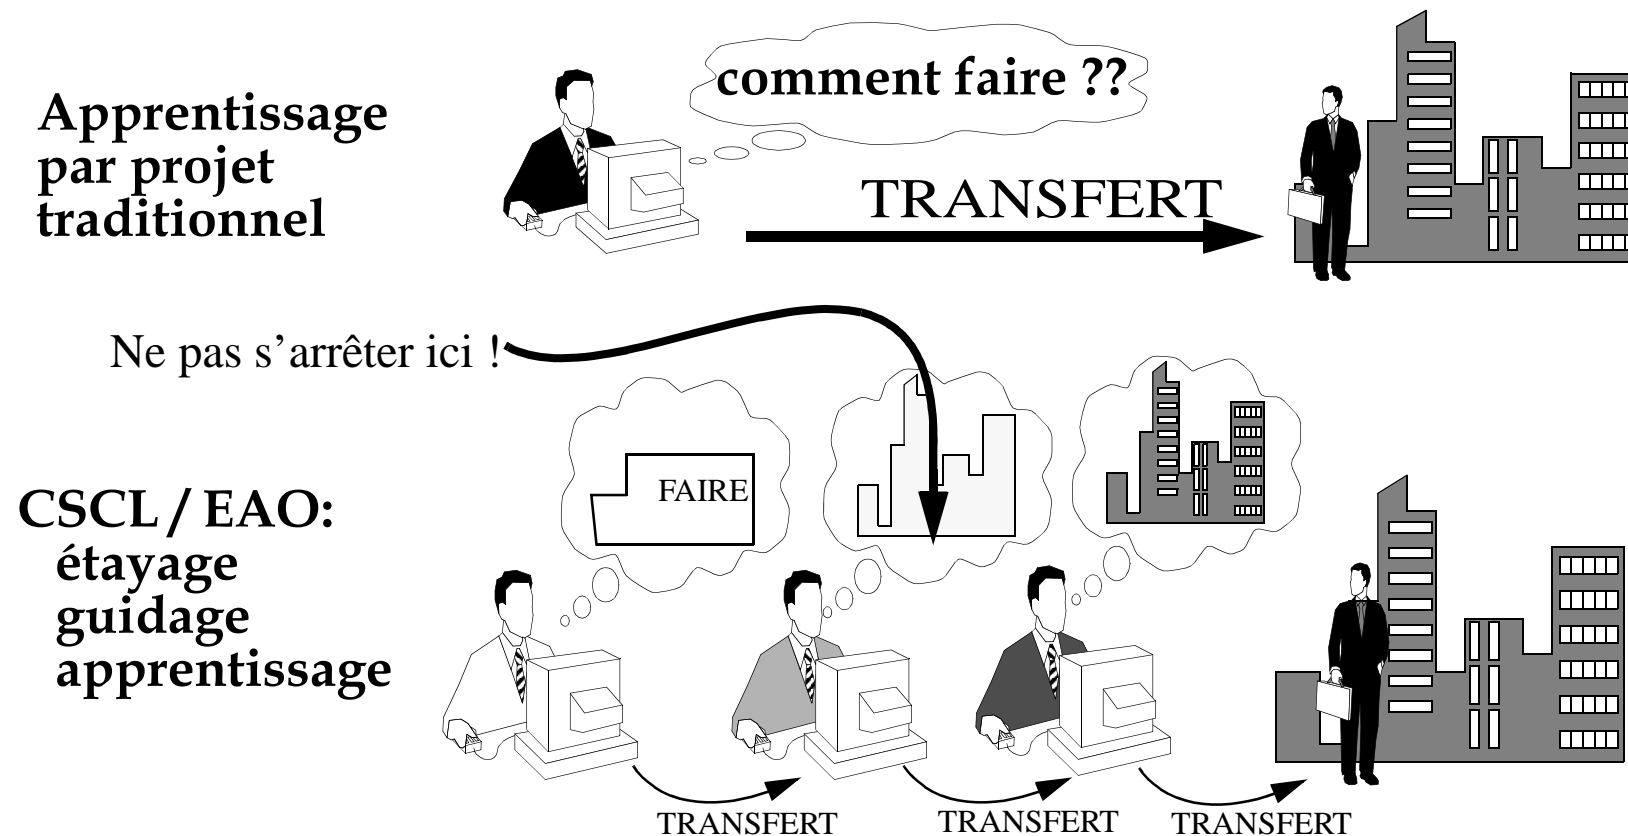 comment faire ??
Apprentissage
par projet
traditionnel
TRANSFERT
Ne pas s’arrêter ici !
FAIRE
CSCL / EAO:
étayage
guidage
apprentissage
TRANSFERT
TRANSFERT
TRANSFERT